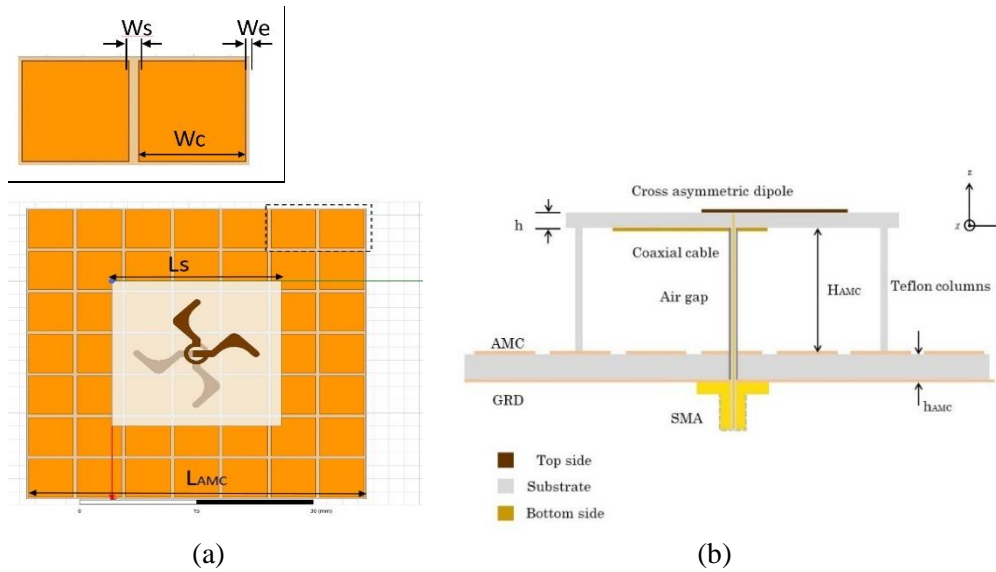 Ws We
Wc
Ls
LAMC
0 15 30 (mm)
(a)
z
Cross asymmetric dipole
h
x
Coaxial cable
Air gap
HAMC
Teflon columns
AMC
GRD
hAMC
SMA
Top side
Substrate
Bottom side
(b)